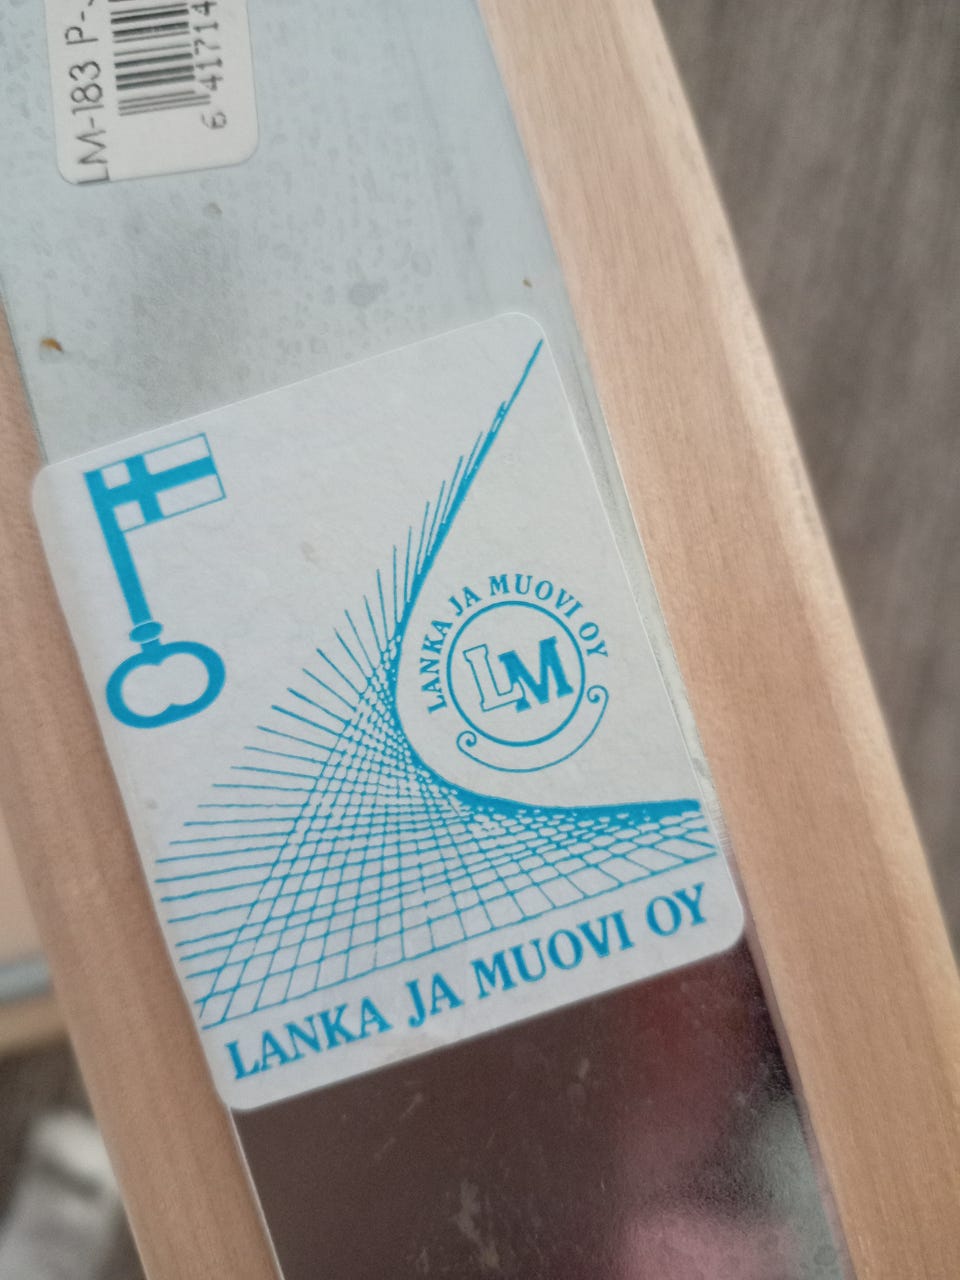 LM-183 P-
6 41714
LANKA JA MUOVI OY
LM
LANKA JA MUOVI OY